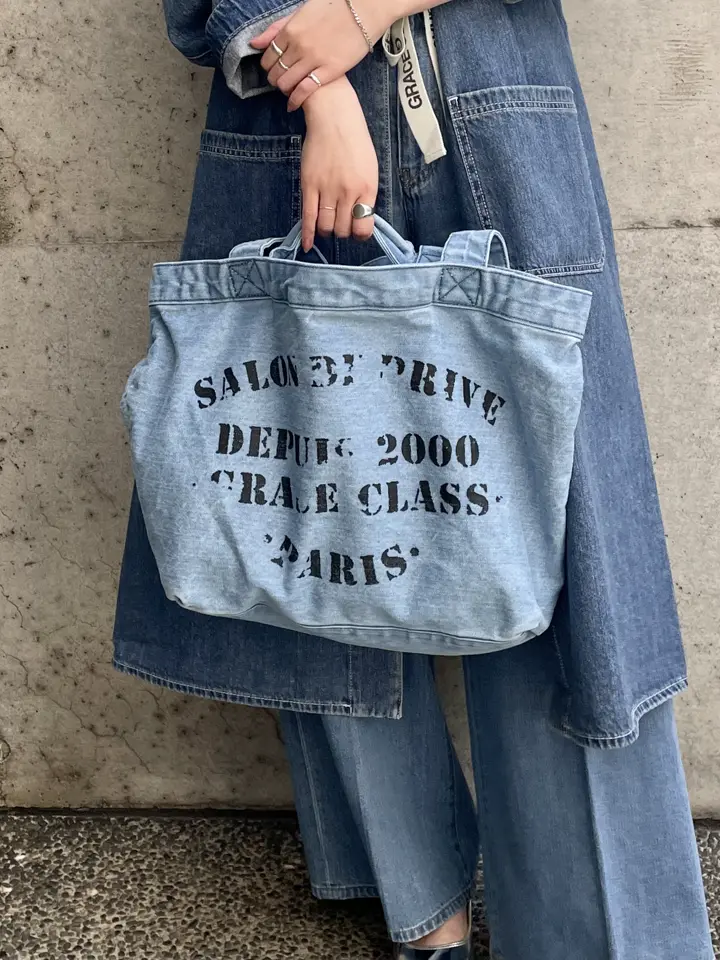 GRACE
SALON DE PRIVE
DEPUIS 2000
GRACE CLASS
PARIS